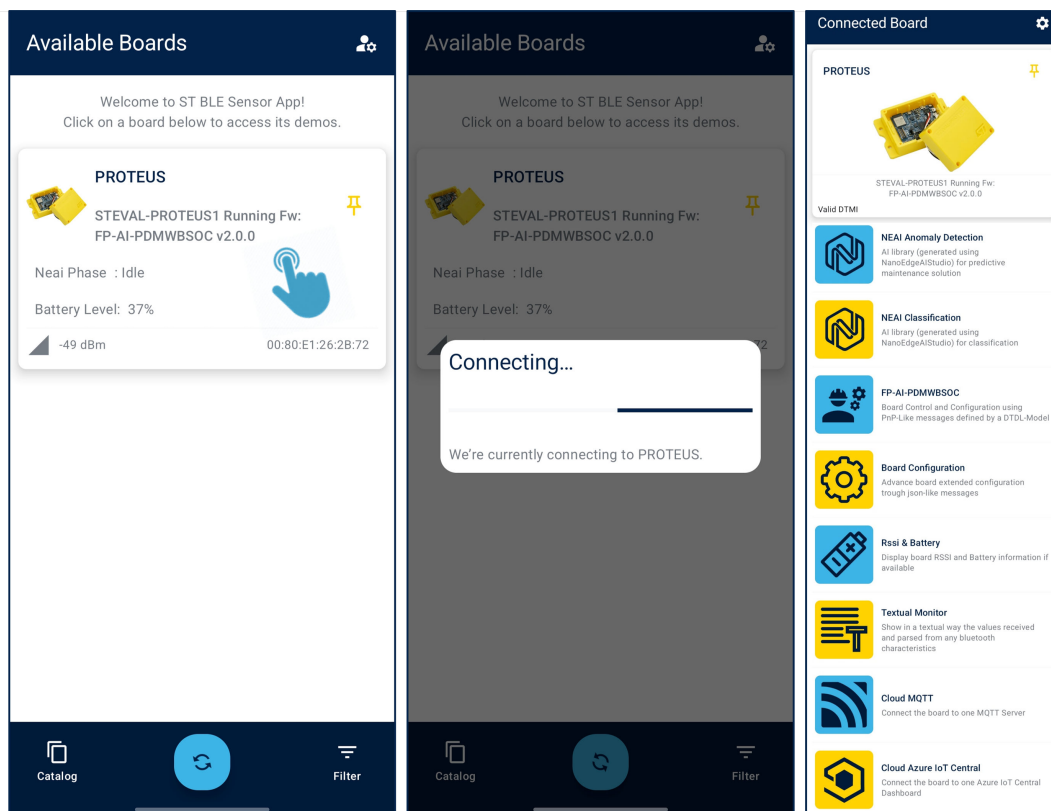 Available Boards
Welcome to ST BLE Sensor App!
Click on a board below to access its demos.
PROTEUS
STEVAL-PROTEUS1 Running Fw:
FP-AI-PDMWBSOC v2.0.0
Neai Phase : Idle
Battery Level: 37%
-49 dBm
00:80:E1:26:2B:72
Catalog
Filter
Available Boards
Welcome to ST BLE Sensor App!
Click on a board below to access its demos.
PROTEUS
STEVAL-PROTEUS1 Running Fw:
FP-AI-PDMWBSOC v2.0.0
Neai Phase : Idle
Battery Level: 37%
72
Connecting...
We're currently connecting to PROTEUS.
Catalog
Filter
Connected Board
PROTEUS
STEVAL-PROTEUS1 Running Fw:
FP-AI-PDMWBSOC v2.0.0
Valid DTMI
NEAI Anomaly Detection
AI library (generated using
NanoEdgeAIStudio) for predictive
maintenance solution
NEAI Classification
AI library (generated using
NanoEdgeAIStudio) for classification
FP-AI-PDMWBSOC
Board Control and Configuration using
PnP-Like messages defined by a DTDL-Model
Board Configuration
Advance board extended configuration
trough json-like messages
Rssi & Battery
Display board RSSI and Battery information if
available
Textual Monitor
Show in a textual way the values received
and parsed from any bluetooth
characteristics
Cloud MQTT
Connect the board to one MQTT Server
Cloud Azure IoT Central
Connect the board to one Azure IoT Central
Dashboard